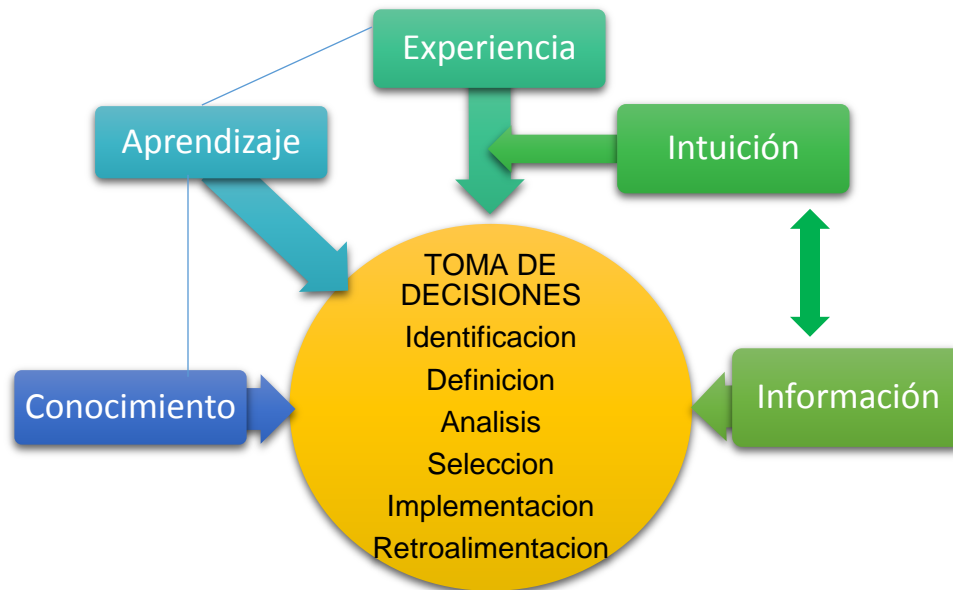 Experiencia
Aprendizaje
Intuición
TOMA DE
DECISIONES
Identificacion
Definicion
Analisis
Seleccion
Implementacion
Retroalimentacion
Conocimiento
Información